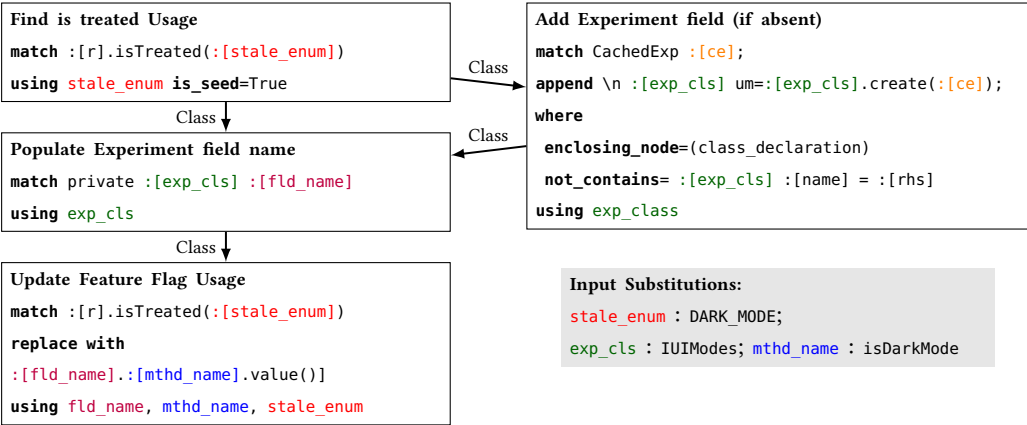 Find is treated Usage
match :[r].isTreated(:[stale_enum])
using stale_enum is_seed=True
Class
Class
Populate Experiment field name
match private :[exp_cls] :[fld_name]
using exp_cls
Class
Update Feature Flag Usage
match :[r].isTreated(:[stale_enum])
replace with
:[fld_name].:[mthd_name].value()]
using fld_name, mthd_name, stale_enum
Class
Add Experiment field (if absent)
match CachedExp :[ce];
append \n :[exp_cls] um=:[exp_cls].create(:[ce]);
where
enclosing_node=(class_declaration)
not_contains= :[exp_cls] :[name] = :[rhs]
using exp_class
Input Substitutions:
stale_enum : DARK_MODE;
exp_cls : IUIModes; mthd_name : isDarkMode